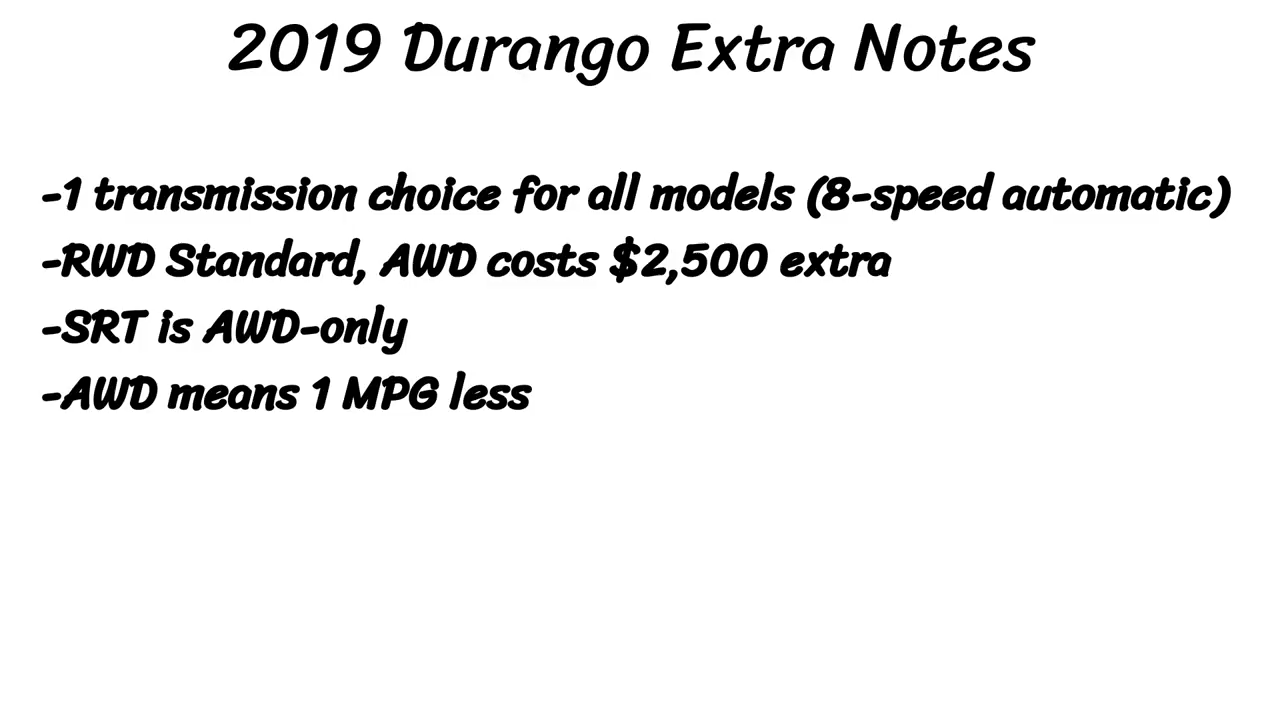 2019 Durango Extra Notes
-1 transmission choice for all models (8-speed automatic)
-RWD Standard, AWD costs $2,500 extra
-SRT is AWD-only
-AWD means 1 MPG less